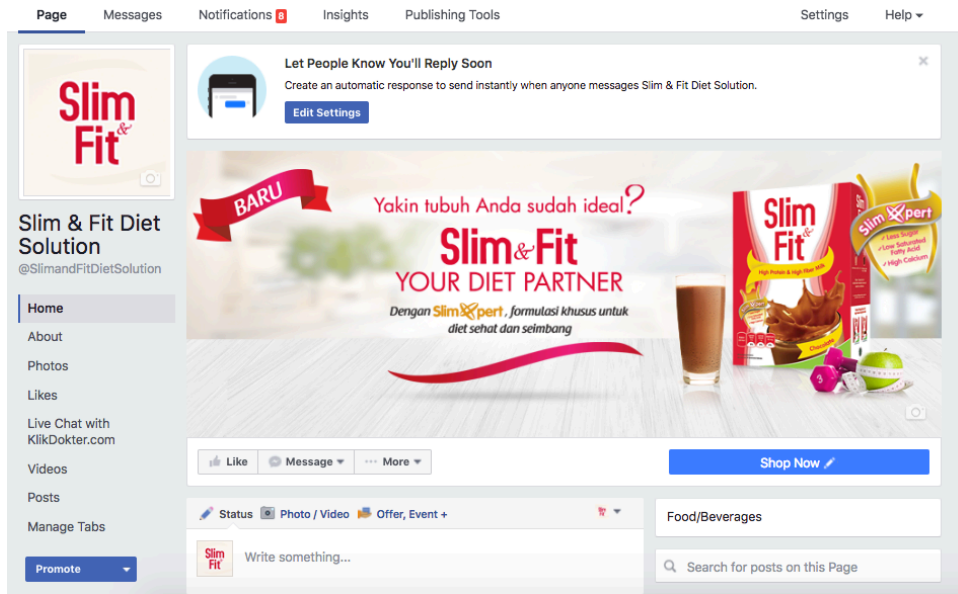 Page Messages Notifications 8 Insights Publishing Tools Settings Help
Slim
& Fit
Let People Know You'll Reply Soon
Create an automatic response to send instantly when anyone messages Slim & Fit Diet Solution.
Edit Settings
Slim & Fit Diet
Solution
@SlimandFitDietSolution
Home
About
Photos
Likes
Live Chat with
KlikDokter.com
Videos
Posts
Manage Tabs
Promote
BARU
Yakin tubuh Anda sudah ideal?
Slim & Fit
YOUR DIET PARTNER
Dengan SlimXpert, formulasi khusus untuk
diet sehat dan seimbang
Slim
& Fit
High Protein & High Fiber Milk
Chocolate
SlimXpert
Less Sugar
Low Saturated
Fatty Acid
High Calcium
3
Like Message More
Shop Now
Status Photo / Video Offer, Event +
Slim
Fit
Write something...
Food/Beverages
Search for posts on this Page